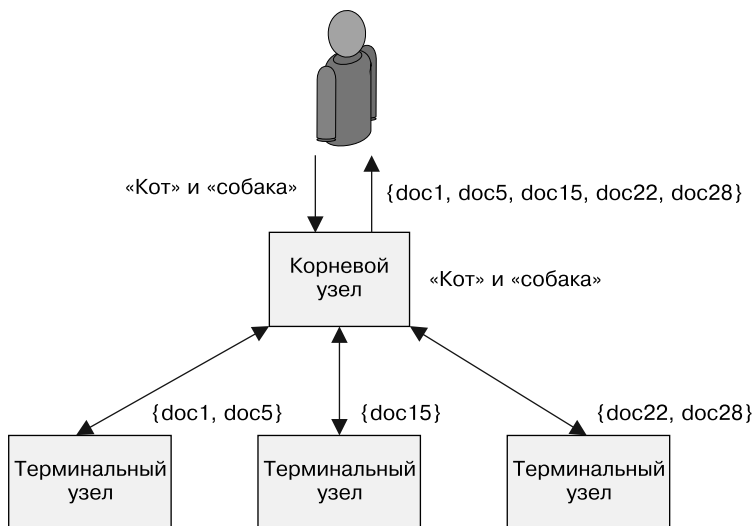 «Кот» и «собака»
{doc1, doc5, doc15, doc22, doc28}
Корневой
узел
«Кот» и «собака»
{doc1, doc5}
{doc15}
{doc22, doc28}
Терминальный
узел
Терминальный
узел
Терминальный
узел